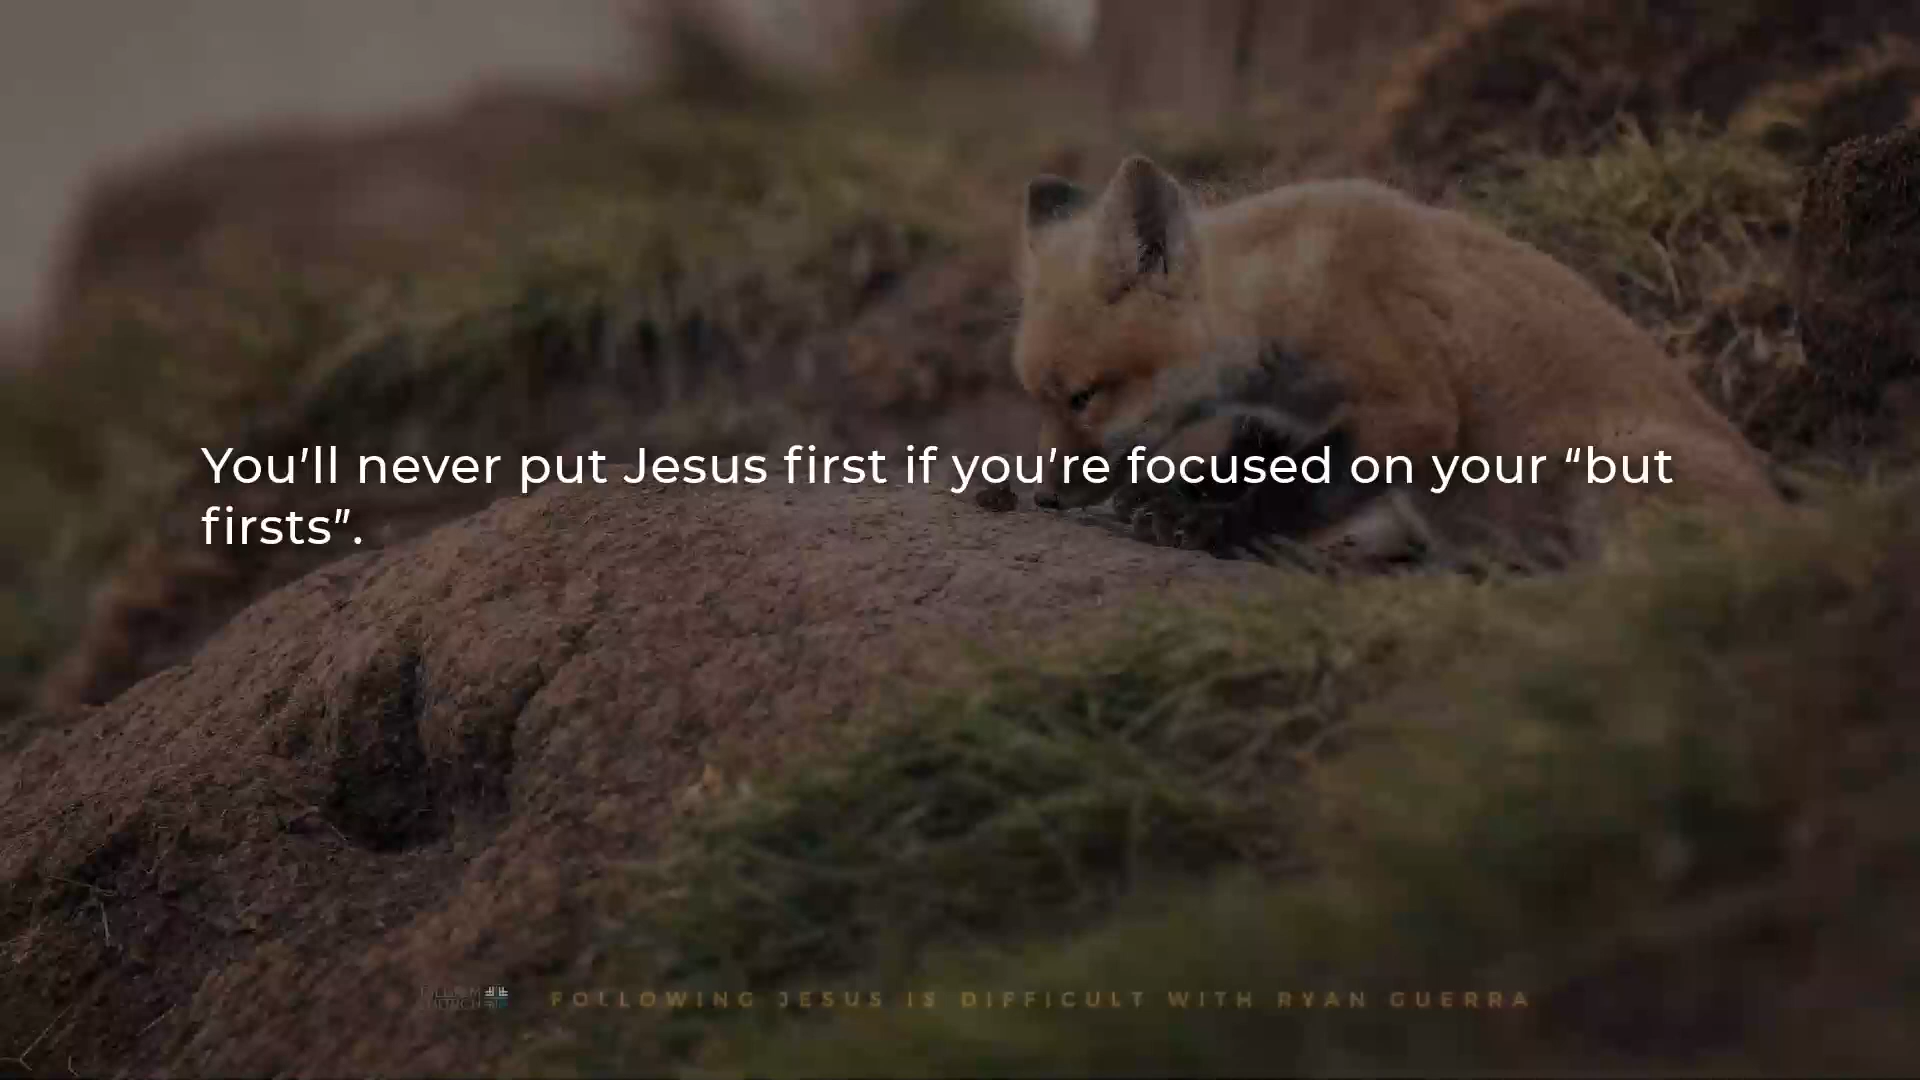 You’ll never put Jesus first if you’re focused on your “but
firsts”.
FOLLOWING JESUS IS DIFFICULT WITH RYAN GUERRA